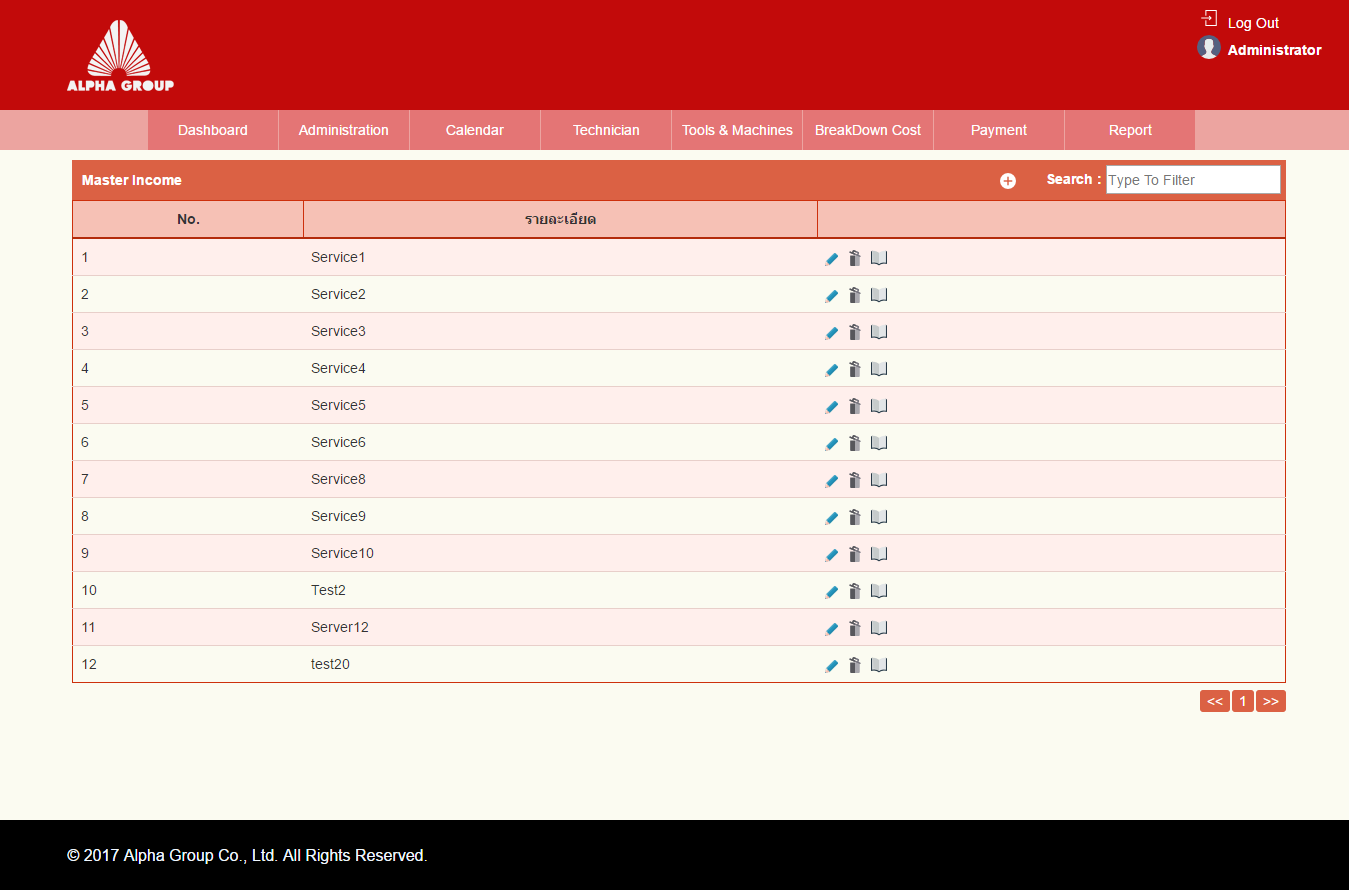 Log Out
Administrator
ALPHA GROUP
Dashboard Administration Calendar Technician Tools & Machines BreakDown Cost Payment Report
Master Income Search : Type To Filter
No. รายละเอียด
1 Service1
2 Service2
3 Service3
4 Service4
5 Service5
6 Service6
7 Service8
8 Service9
9 Service10
10 Test2
11 Server12
12 test20
<< 1 >>
© 2017 Alpha Group Co., Ltd. All Rights Reserved.